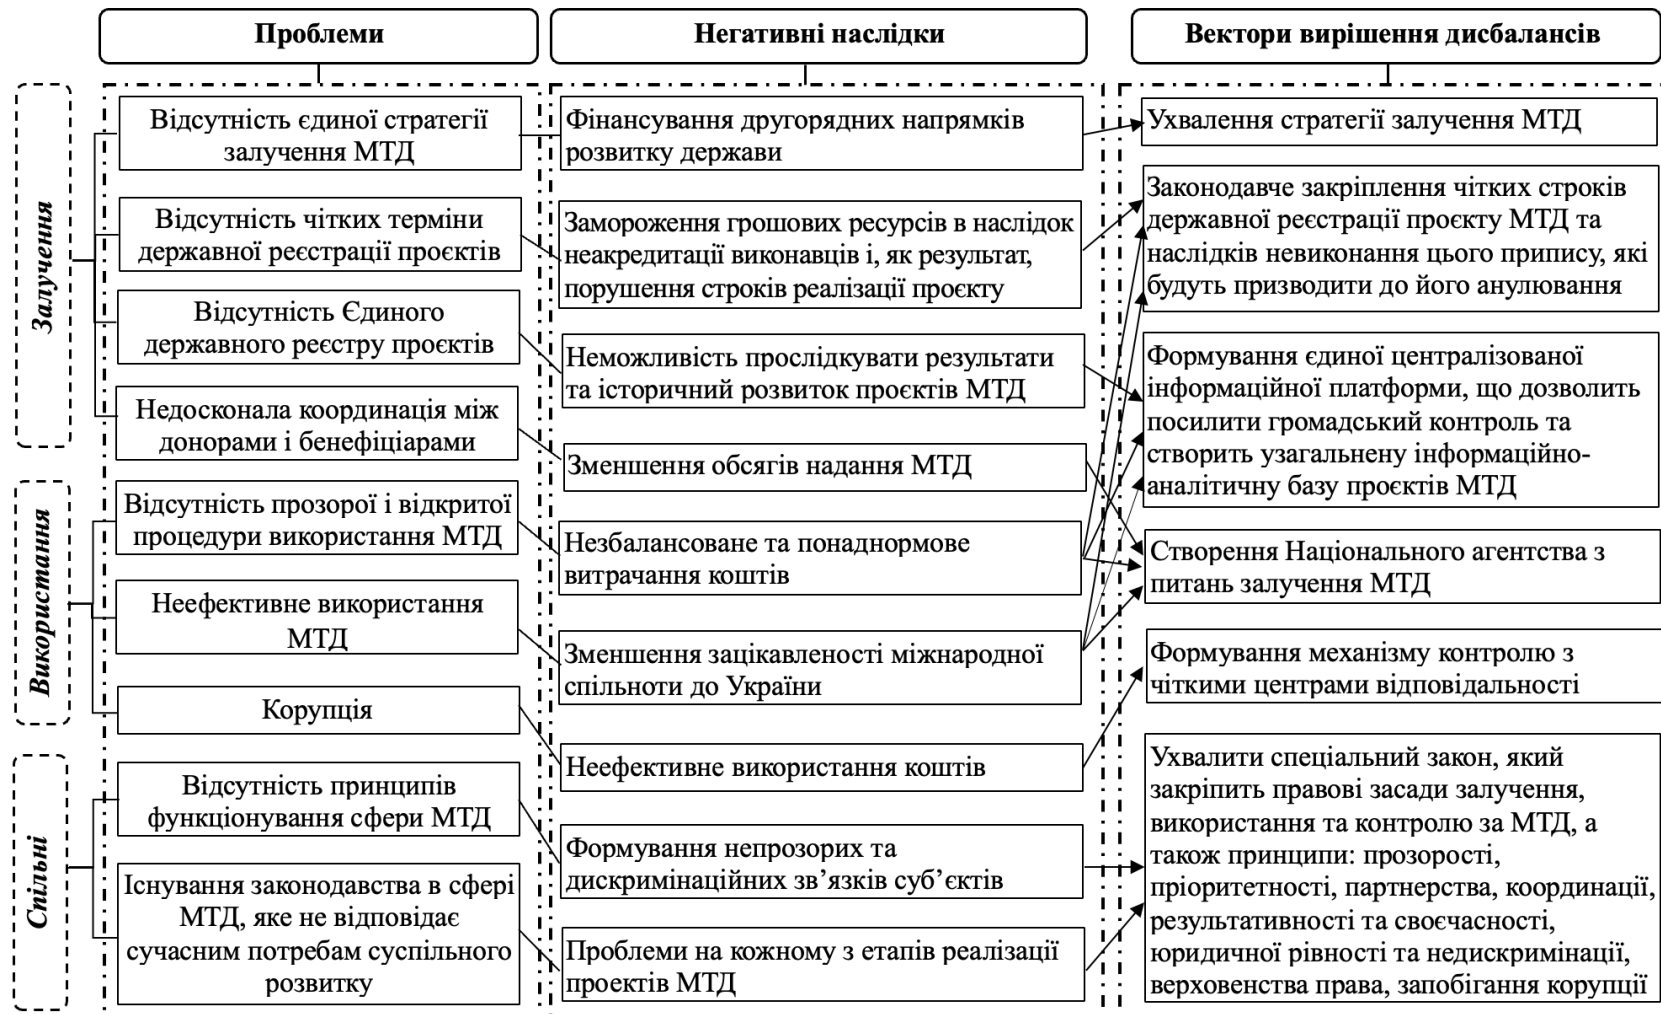 Проблеми
Негативні наслідки
Вектори вирішення дисбалансів
Залучення
Відсутність єдиної стратегії
залучення МТД
Відсутність чітких терміни
державної реєстрації проєктів
Відсутність Єдиного
державного реєстру проєктів
Недосконала координація між
донорами і бенефіціарами
Використання
Відсутність прозорої і відкритої
процедури використання МТД
Неефективне використання
МТД
Корупція
Спільні
Відсутність принципів
функціонування сфери МТД
Існування законодавства в сфері
МТД, яке не відповідає
сучасним потребам суспільного
розвитку
Фінансування другорядних напрямків
розвитку держави
Замороження грошових ресурсів в наслідок
неакредитації виконавців і, як результат,
порушення строків реалізації проєкту
Неможливість прослідкувати результати
та історичний розвиток проєктів МТД
Зменшення обсягів надання МТД
Незбалансоване та понаднормове
витрачання коштів
Зменшення зацікавленості міжнародної
спільноти до України
Неефективне використання коштів
Формування непрозорих та
дискримінаційних зв’язків суб’єктів
Проблеми на кожному з етапів реалізації
проектів МТД
Ухвалення стратегії залучення МТД
Законодавче закріплення чітких строків
державної реєстрації проєкту МТД та
наслідків невиконання цього припису, які
будуть призводити до його анулювання
Формування єдиної централізованої
інформаційної платформи, що дозволить
посилити громадський контроль та
створить узагальнену інформаційно-
аналітичну базу проєктів МТД
Створення Національного агентства з
питань залучення МТД
Формування механізму контролю з
чіткими центрами відповідальності
Ухвалити спеціальний закон, який
закріпить правові засади залучення,
використання та контролю за МТД, а
також принципи: прозорості,
пріоритетності, партнерства, координації,
результативності та своєчасності,
юридичної рівності та недискримінації,
верховенства права, запобігання корупції